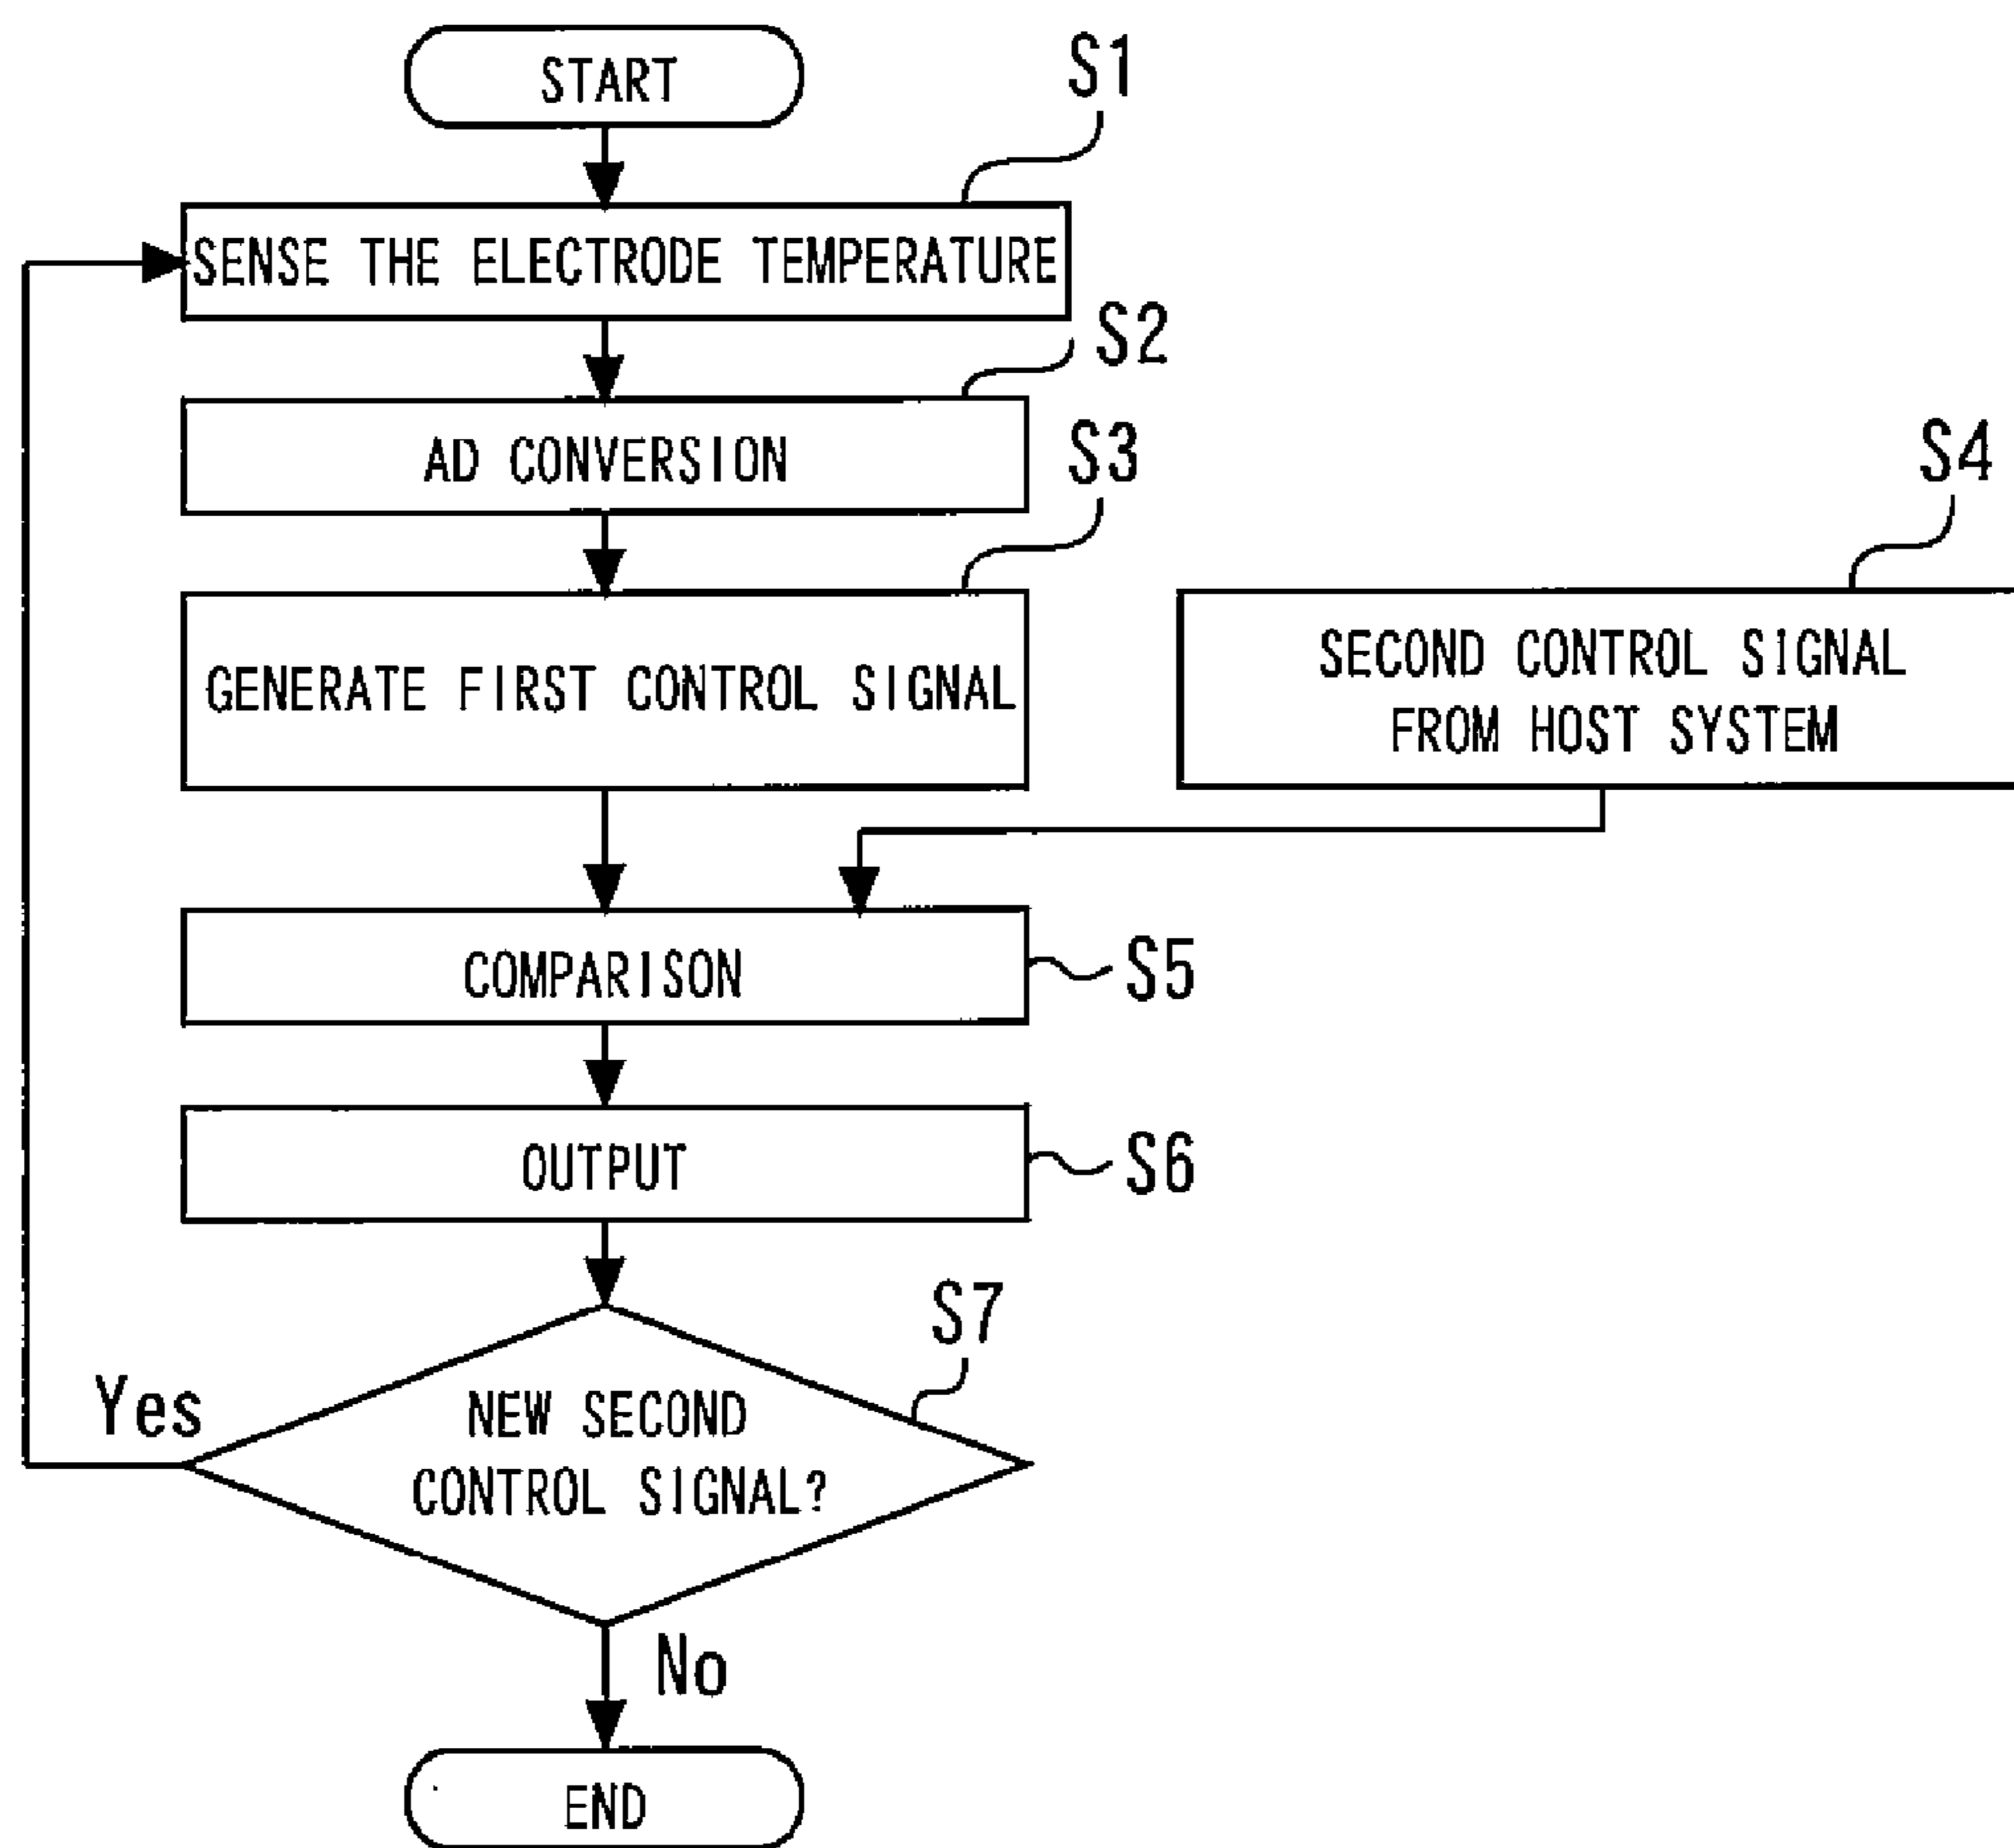 START
S1
SENSE THE ELECTRODE TEMPERATURE
S2
AD CONVERSION
S3
GENERATE FIRST CONTROL SIGNAL
S4
SECOND CONTROL SIGNAL
FROM HOST SYSTEM
COMPARISON
S5
OUTPUT
S6
S7
NEW SECOND
CONTROL SIGNAL?
Yes
No
END